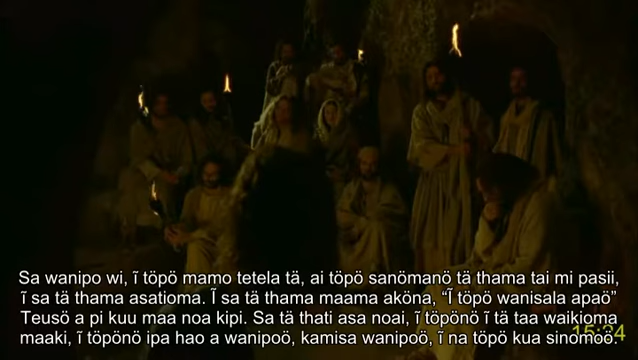 Sa wanipo wi, ĩ töpö mamo tetela tä, ai töpö sanömanö tä thama tai mi pasii,
ĩ sa tä thama asatioma. Ĩ sa tä thama maama aköna, “Ĩ töpö wanisala apaö”
Teusö a pi kuu maa noa kipi. Sa tä thati asa noai, ĩ töpönö ĩ tä taa waikioma
maaki, ĩ töpönö ipa hao a wanipoö, kamisa wanipoö, ĩ na töpö kua sinomoö.
15:24